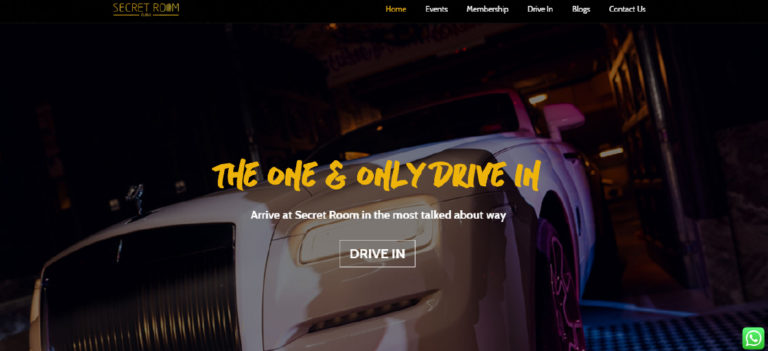 SECRET ROOM
Home Events Membership Drive In Blogs Contact Us
THE ONE & ONLY DRIVE IN
Arrive at Secret Room in the most talked about way
DRIVE IN